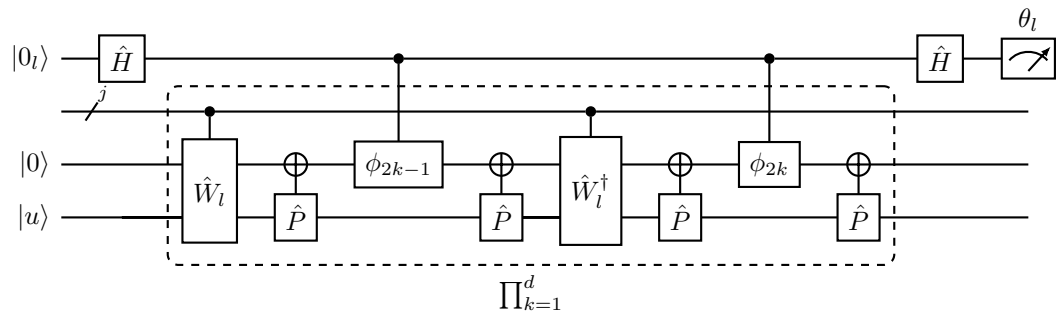 |0_l⟩ Ĥ Ĥ θ_l
j
|0⟩ Ŵ_l ϕ_{2k−1} Ŵ_l^† ϕ_{2k}
|u⟩ P̂ P̂ P̂ P̂
∏_{k=1}^d